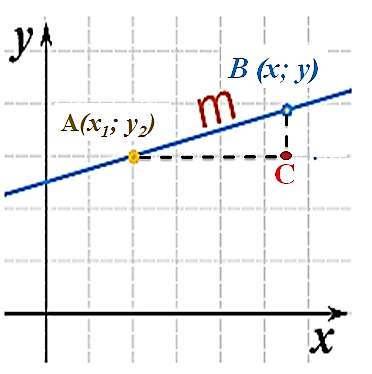 y
B (x; y)
m
A(x₁; y₂)
C
x